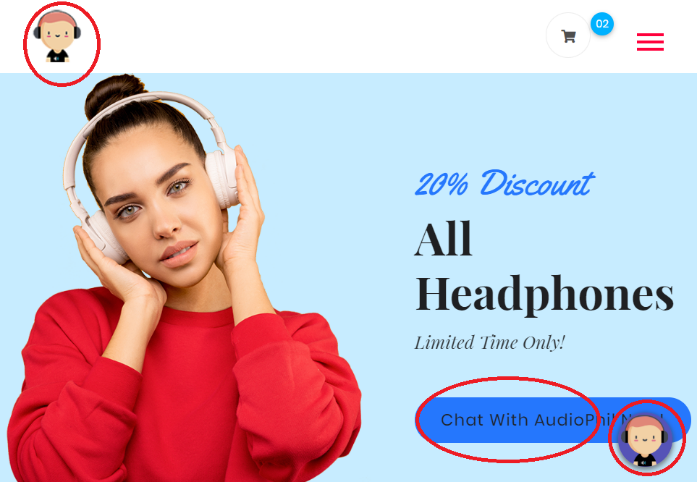 02
20% Discount
All
Headphones
Limited Time Only!
Chat With AudioPhil